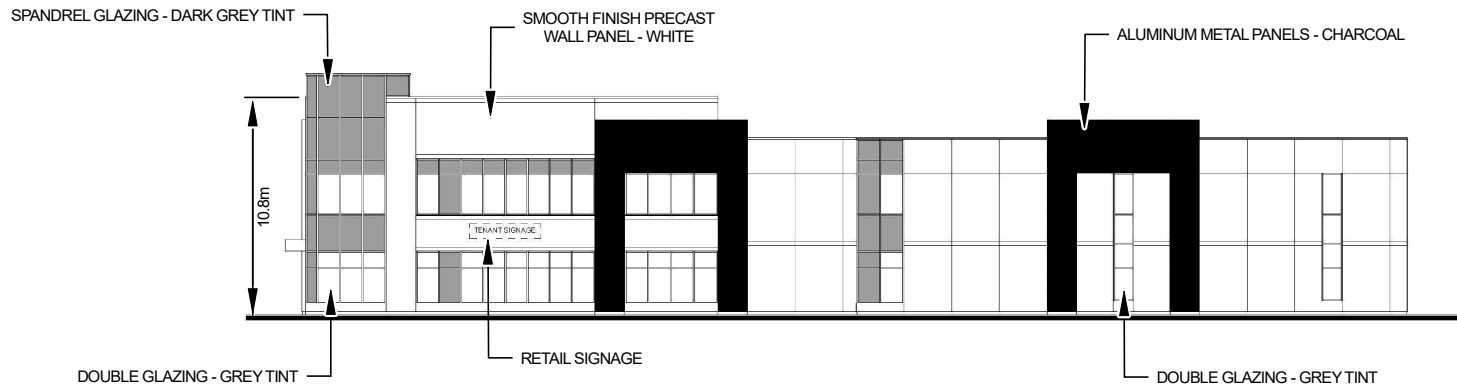 SPANDREL GLAZING - DARK GREY TINT
SMOOTH FINISH PRECAST
WALL PANEL - WHITE
ALUMINUM METAL PANELS - CHARCOAL
10.8m
TENANT SIGNAGE
RETAIL SIGNAGE
DOUBLE GLAZING - GREY TINT
DOUBLE GLAZING - GREY TINT